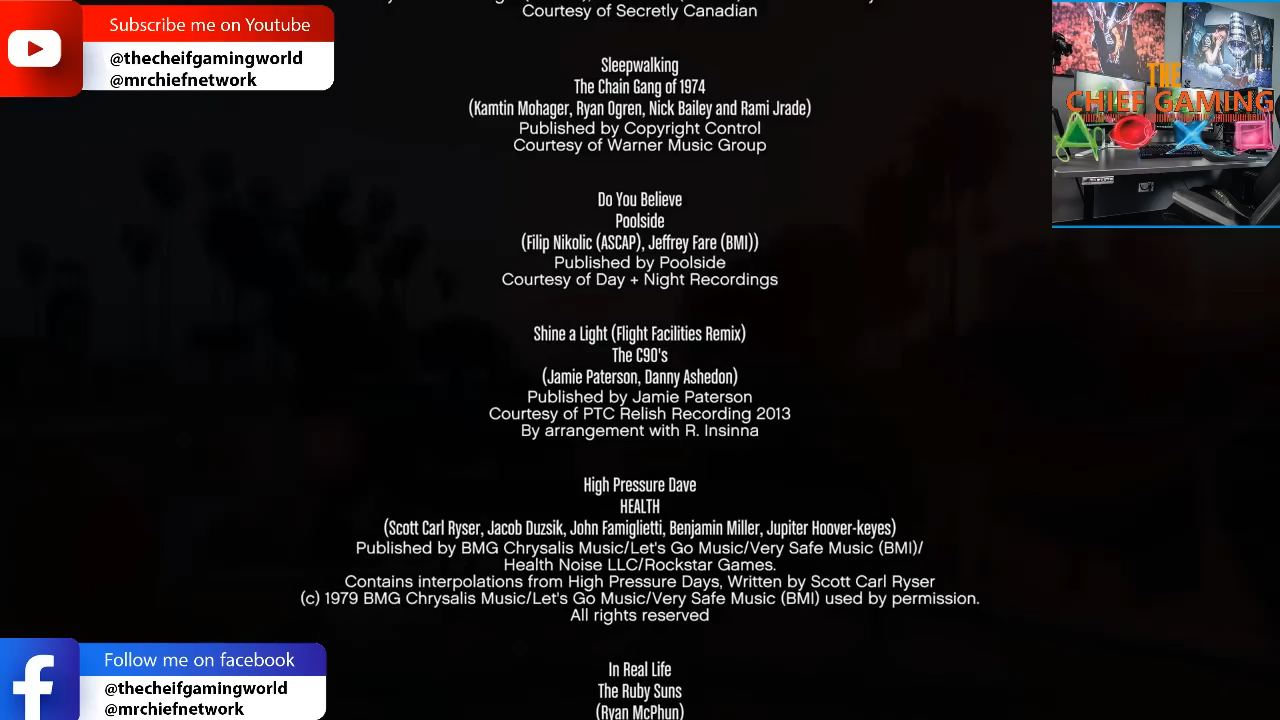 Subscribe me on Youtube
@thecheifgamingworld
@mrchiefnetwork
Courtesy of Secretly Canadian
THE
CHIEF GAMING
Sleepwalking
The Chain Gang of 1974
(Kamtin Mohager, Ryan Ogren, Nick Bailey and Rami Jrade)
Published by Copyright Control
Courtesy of Warner Music Group
Do You Believe
Poolside
(Filip Nikolic (ASCAP), Jeffrey Fare (BMI))
Published by Poolside
Courtesy of Day + Night Recordings
Shine a Light (Flight Facilities Remix)
The C90's
(Jamie Paterson, Danny Ashedon)
Published by Jamie Paterson
Courtesy of PTC Relish Recording 2013
By arrangement with R. Insinna
High Pressure Dave
HEALTH
(Scott Carl Ryser, Jacob Duzsik, John Famiglietti, Benjamin Miller, Jupiter Hoover-keyes)
Published by BMG Chrysalis Music/Let's Go Music/Very Safe Music (BMI)/
Health Noise LLC/Rockstar Games.
Contains interpolations from High Pressure Days, Written by Scott Carl Ryser
(c) 1979 BMG Chrysalis Music/Let's Go Music/Very Safe Music (BMI) used by permission.
All rights reserved
In Real Life
The Ruby Suns
(Ryan McPhun)
Follow me on facebook
@thecheifgamingworld
@mrchiefnetwork